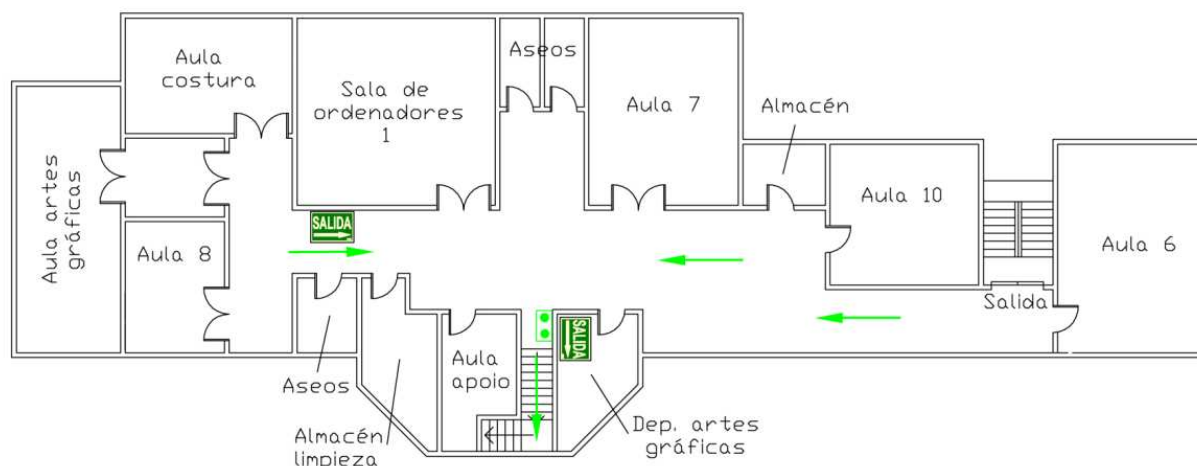 Aula
costura
Sala de
ordenadores
1
Aseos
Aula 7
Almacén
Aula artes
gráficas
Aula 8
SALIDA
Aula 10
Aula 6
Salida
Aseos
Almacén
limpieza
Aula
apoio
SALIDA
Dep. artes
gráficas